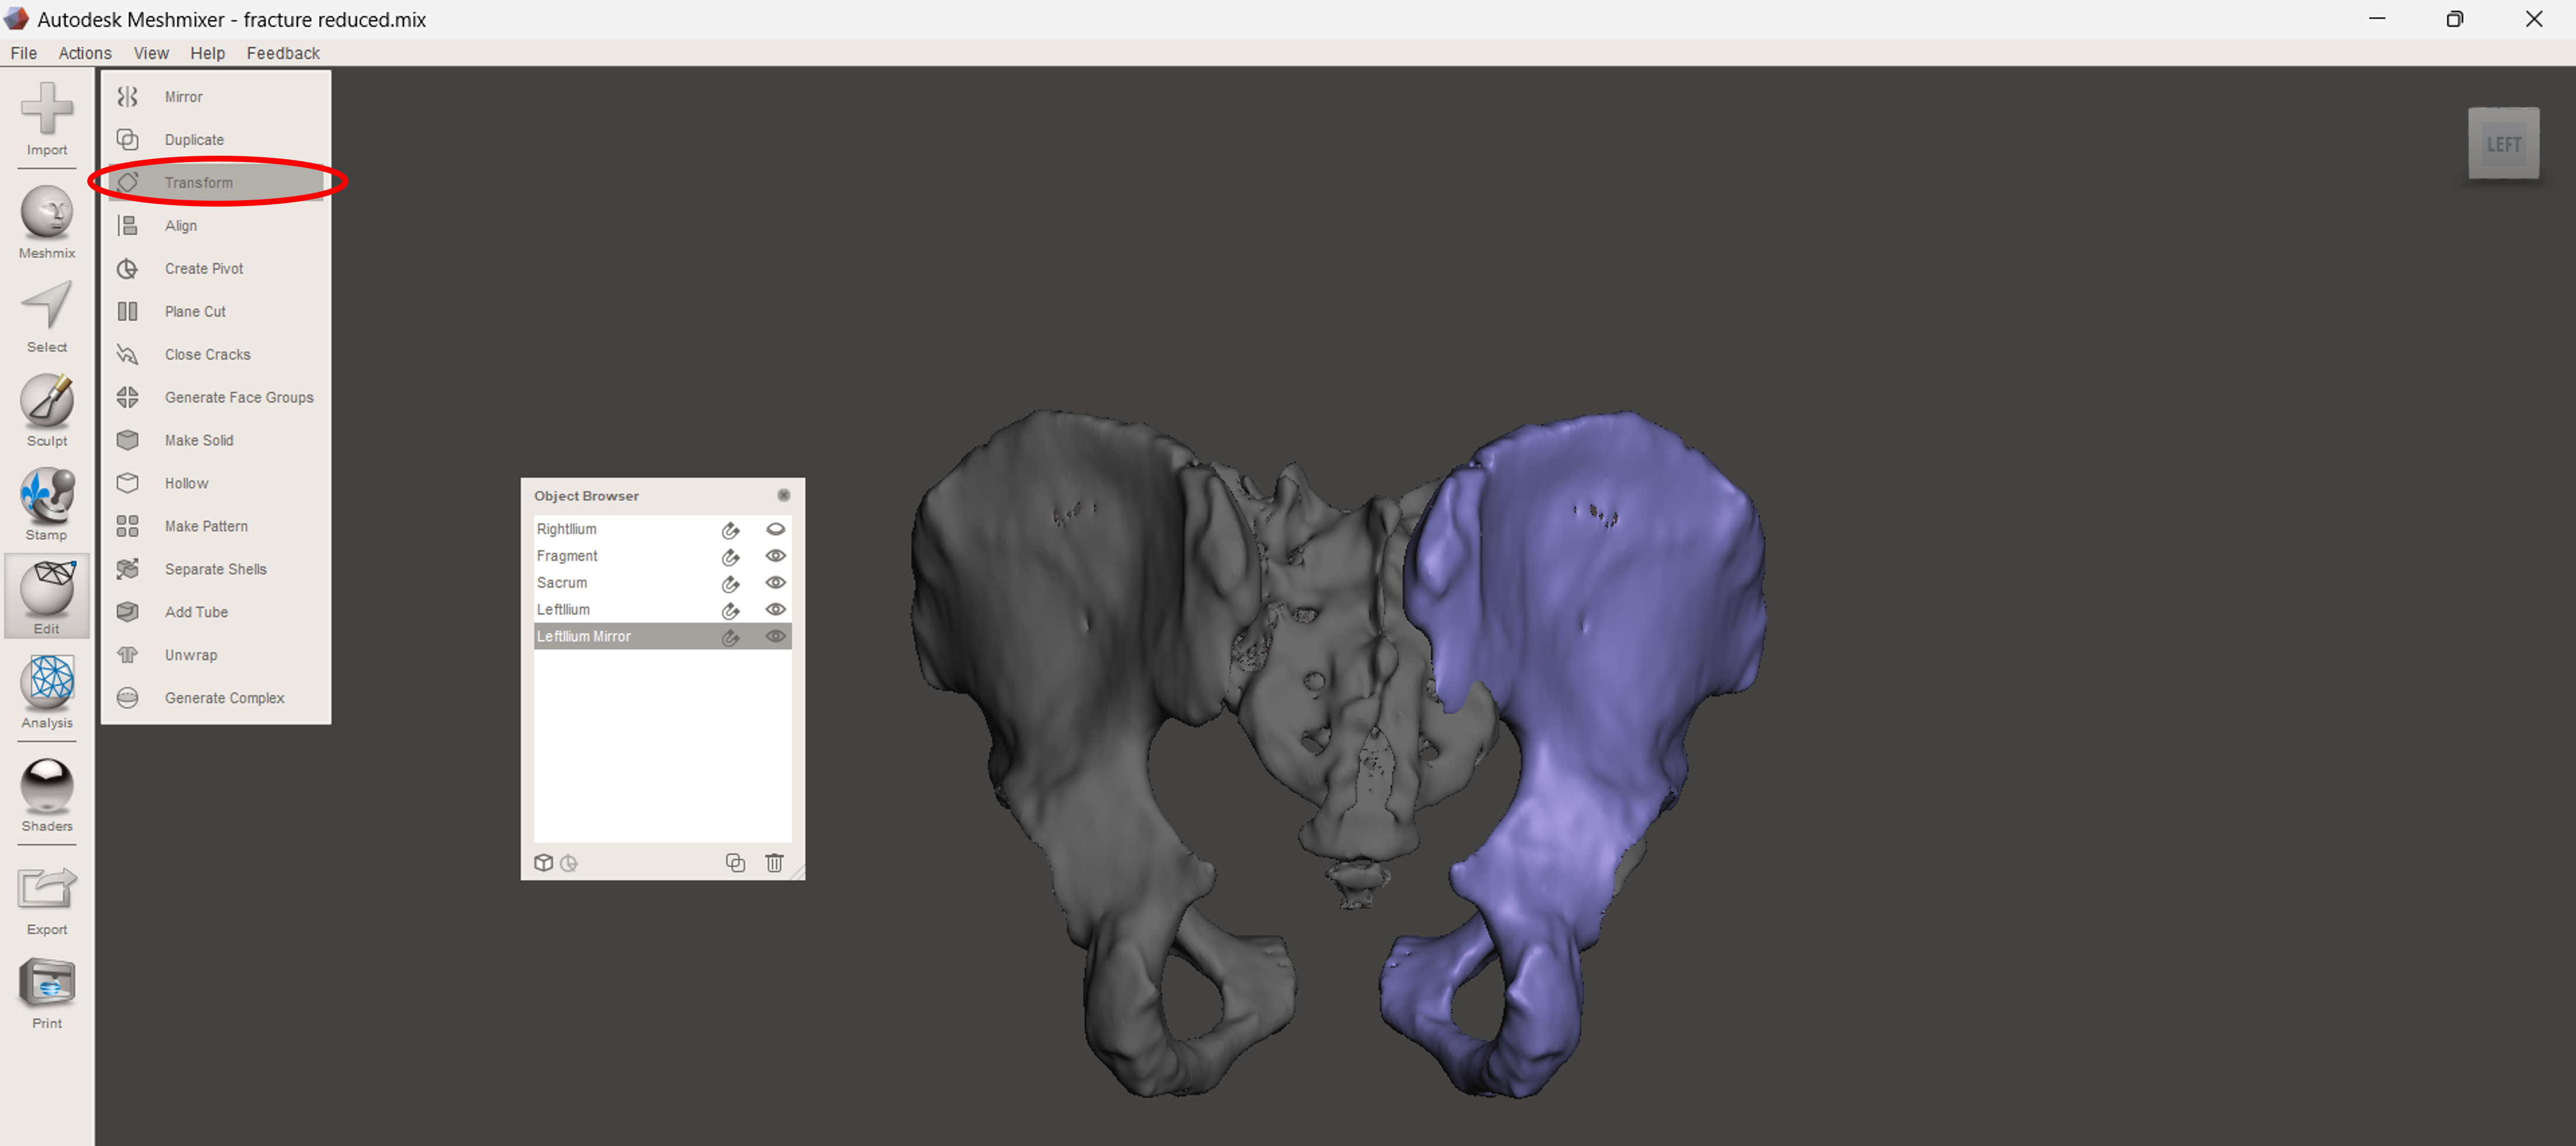 Autodesk Meshmixer - fracture reduced.mix
File Actions View Help Feedback
Import
Meshmix
Select
Sculpt
Stamp
Edit
Analysis
Shaders
Export
Print
Mirror
Duplicate
Transform
Align
Create Pivot
Plane Cut
Close Cracks
Generate Face Groups
Make Solid
Hollow
Make Pattern
Separate Shells
Add Tube
Unwrap
Generate Complex
Object Browser
RightIlium
Fragment
Sacrum
LeftIlium
LeftIlium Mirror
LEFT